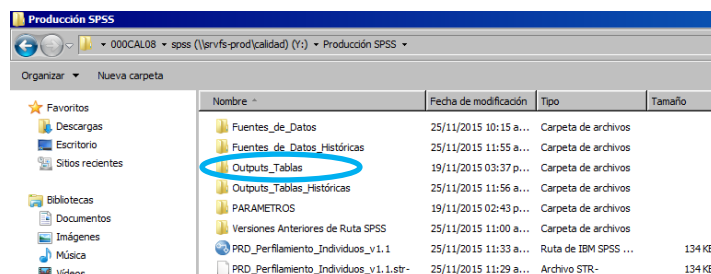 Producción SPSS
000CAL08 spss (\\srvfs-prod\calidad) (Y:) Producción SPSS
Organizar Nueva carpeta
Nombre Fecha de modificación Tipo Tamaño
Favoritos
Descargas
Escritorio
Sitios recientes
Bibliotecas
Documentos
Imágenes
Música
Vídeos
Fuentes_de_Datos 25/11/2015 10:15 a... Carpeta de archivos
Fuentes_de_Datos_Históricas 25/11/2015 11:55 a... Carpeta de archivos
Outputs_Tablas 19/11/2015 03:37 p... Carpeta de archivos
Outputs_Tablas_Históricas 25/11/2015 11:56 a... Carpeta de archivos
PARAMETROS 19/11/2015 02:43 p... Carpeta de archivos
Versiones Anteriores de Ruta SPSS 25/11/2015 11:00 a... Carpeta de archivos
PRD_Perfilamiento_Individuos_v1.1 25/11/2015 11:33 a... Ruta de IBM SPSS ... 134 KB
PRD_Perfilamiento_Individuos_v1.1.str- 25/11/2015 11:29 a... Archivo STR- 134 KB